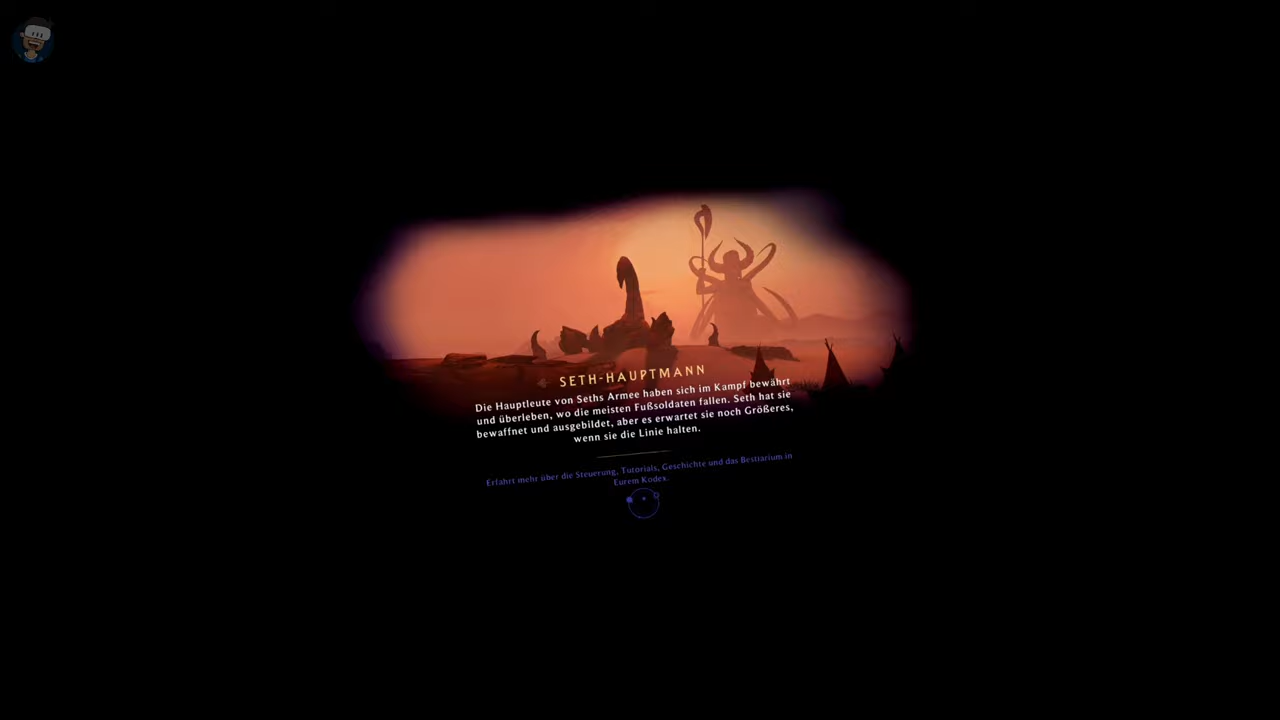 SETH-HAUPTMANN
Die Hauptleute von Seths Armee haben sich im Kampf bewährt
und überleben, wo die meisten Fußsoldaten fallen. Seth hat sie
bewaffnet und ausgebildet, aber es erwartet sie noch Größeres,
wenn sie die Linie halten.
Erfahrt mehr über die Steuerung, Tutorials, Geschichte und das Bestiarium in
Eurem Kodex.